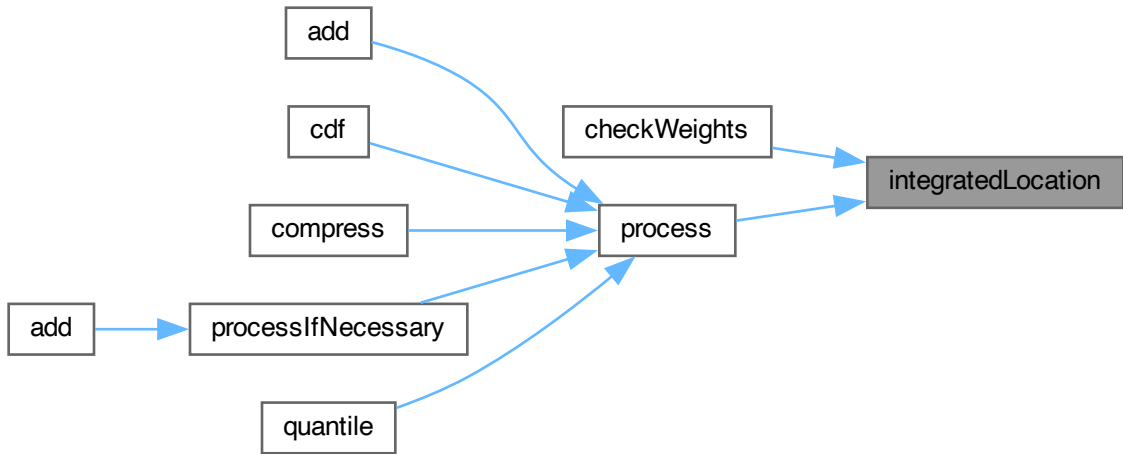 add
cdf
checkWeights
integratedLocation
compress
process
add
processIfNecessary
quantile